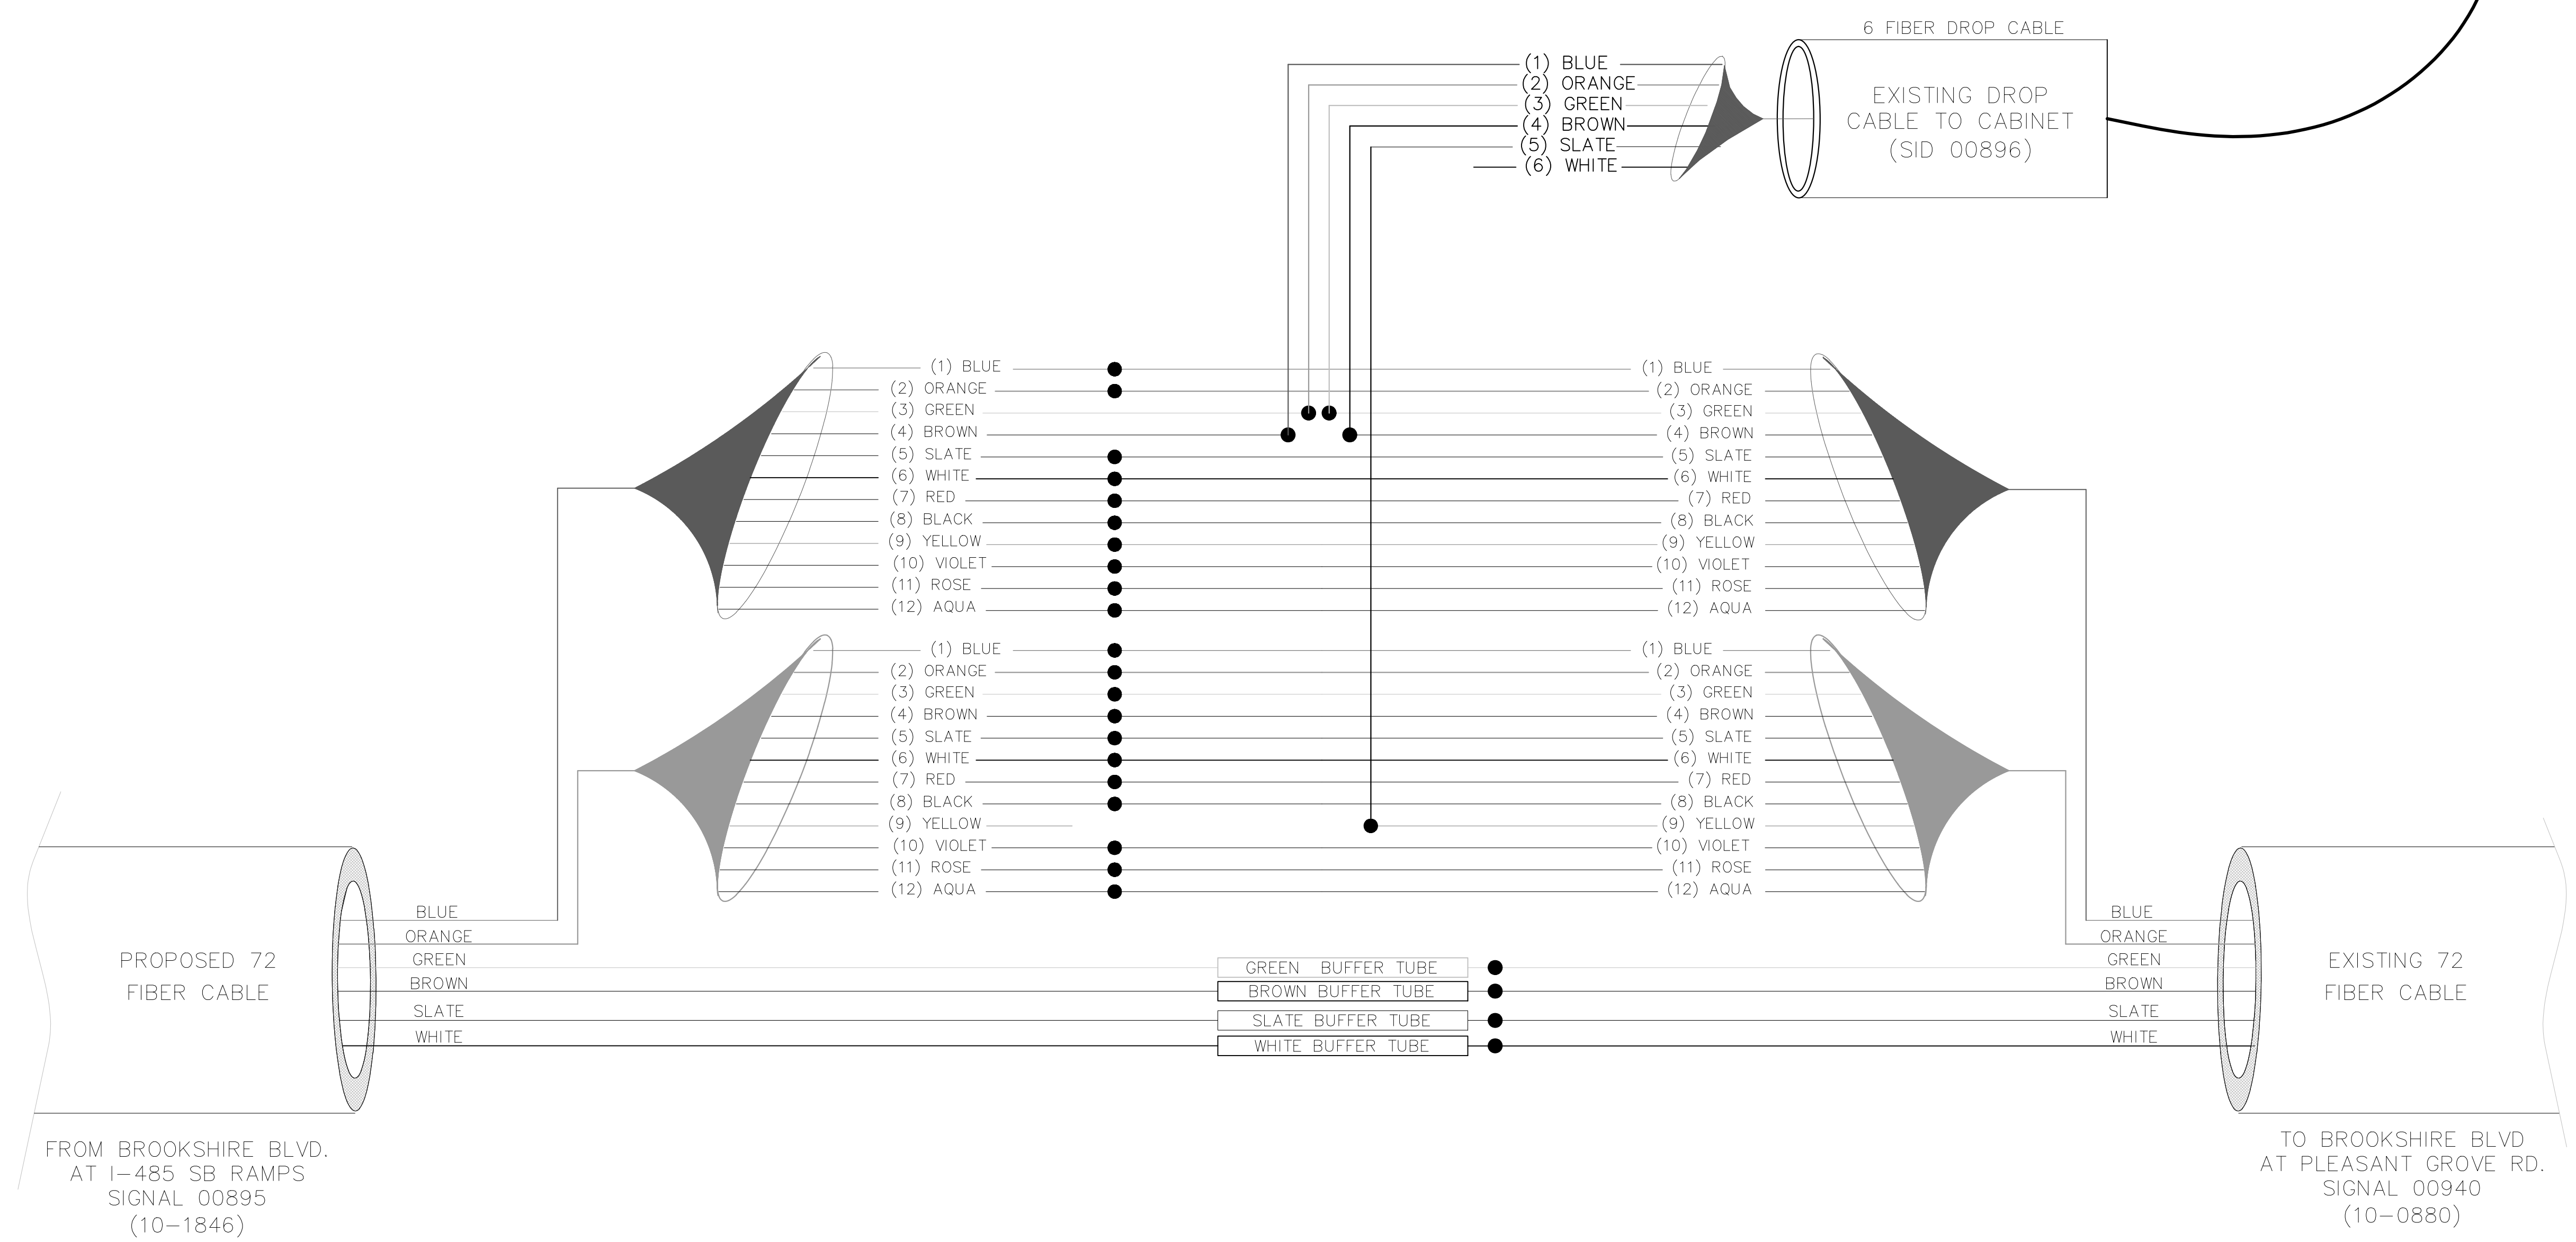 6 FIBER DROP CABLE
(1) BLUE
(2) ORANGE
(3) GREEN
(4) BROWN
(5) SLATE
(6) WHITE
EXISTING DROP
CABLE TO CABINET
(SID 00896)
(1) BLUE
(2) ORANGE
(3) GREEN
(4) BROWN
(5) SLATE
(6) WHITE
(7) RED
(8) BLACK
(9) YELLOW
(10) VIOLET
(11) ROSE
(12) AQUA
(1) BLUE
(2) ORANGE
(3) GREEN
(4) BROWN
(5) SLATE
(6) WHITE
(7) RED
(8) BLACK
(9) YELLOW
(10) VIOLET
(11) ROSE
(12) AQUA
(1) BLUE
(2) ORANGE
(3) GREEN
(4) BROWN
(5) SLATE
(6) WHITE
(7) RED
(8) BLACK
(9) YELLOW
(10) VIOLET
(11) ROSE
(12) AQUA
(1) BLUE
(2) ORANGE
(3) GREEN
(4) BROWN
(5) SLATE
(6) WHITE
(7) RED
(8) BLACK
(9) YELLOW
(10) VIOLET
(11) ROSE
(12) AQUA
PROPOSED 72
FIBER CABLE
BLUE
ORANGE
GREEN
BROWN
SLATE
WHITE
GREEN BUFFER TUBE
BROWN BUFFER TUBE
SLATE BUFFER TUBE
WHITE BUFFER TUBE
BLUE
ORANGE
GREEN
BROWN
SLATE
WHITE
EXISTING 72
FIBER CABLE
FROM BROOKSHIRE BLVD.
AT I-485 SB RAMPS
SIGNAL 00895
(10-1846)
TO BROOKSHIRE BLVD
AT PLEASANT GROVE RD.
SIGNAL 00940
(10-0880)